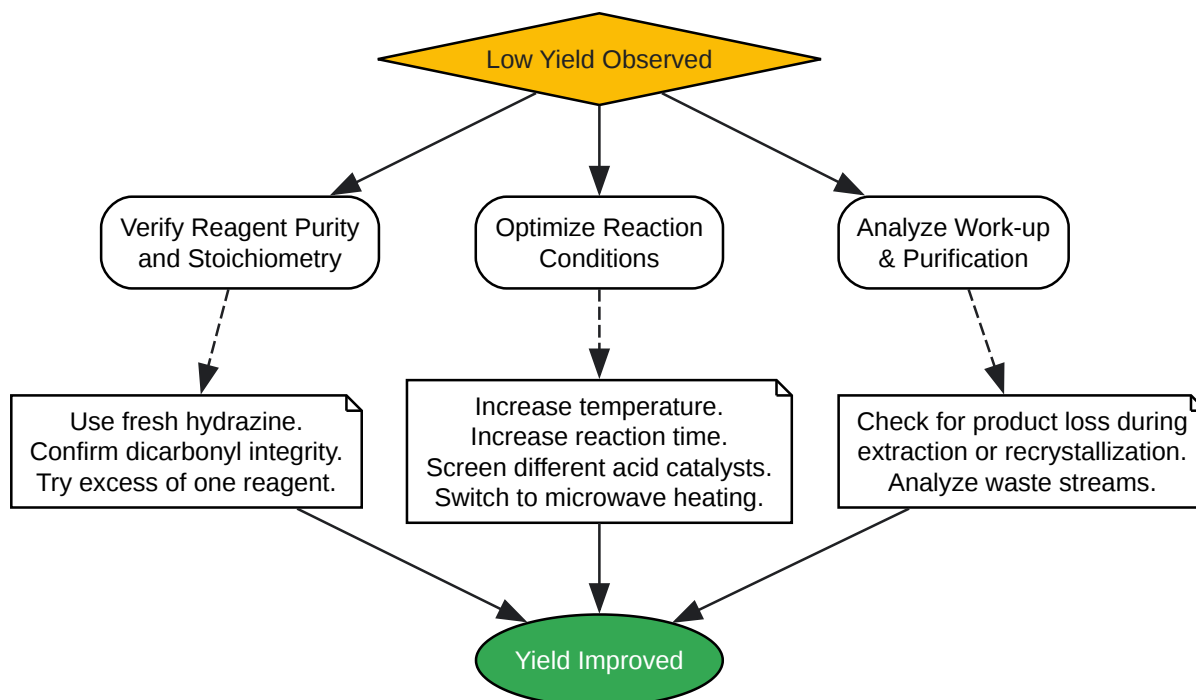 Low Yield Observed
Verify Reagent Purity
and Stoichiometry
Optimize Reaction
Conditions
Analyze Work-up
& Purification
Use fresh hydrazine.
Confirm dicarbonyl integrity.
Try excess of one reagent.
Increase temperature.
Increase reaction time.
Screen different acid catalysts.
Switch to microwave heating.
Check for product loss during
extraction or recrystallization.
Analyze waste streams.
Yield Improved